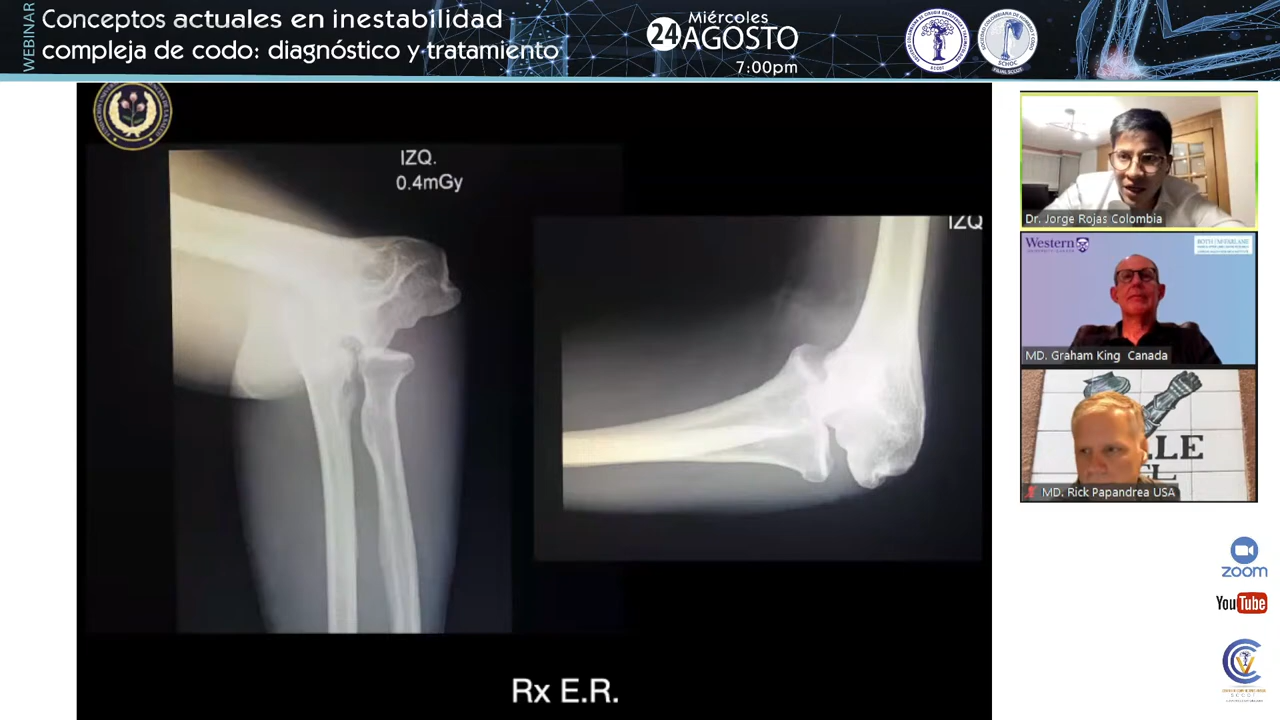 WEBINAR
Conceptos actuales en inestabilidad
compleja de codo: diagnóstico y tratamiento
Miércoles
24 AGOSTO
7:00pm
SCHOC
IZQ.
0.4mGy
IZQ
Rx E.R.
Dr. Jorge Rojas Colombia
Western
MD. Graham King Canada
MD. Rick Papandrea USA
zoom
YouTube